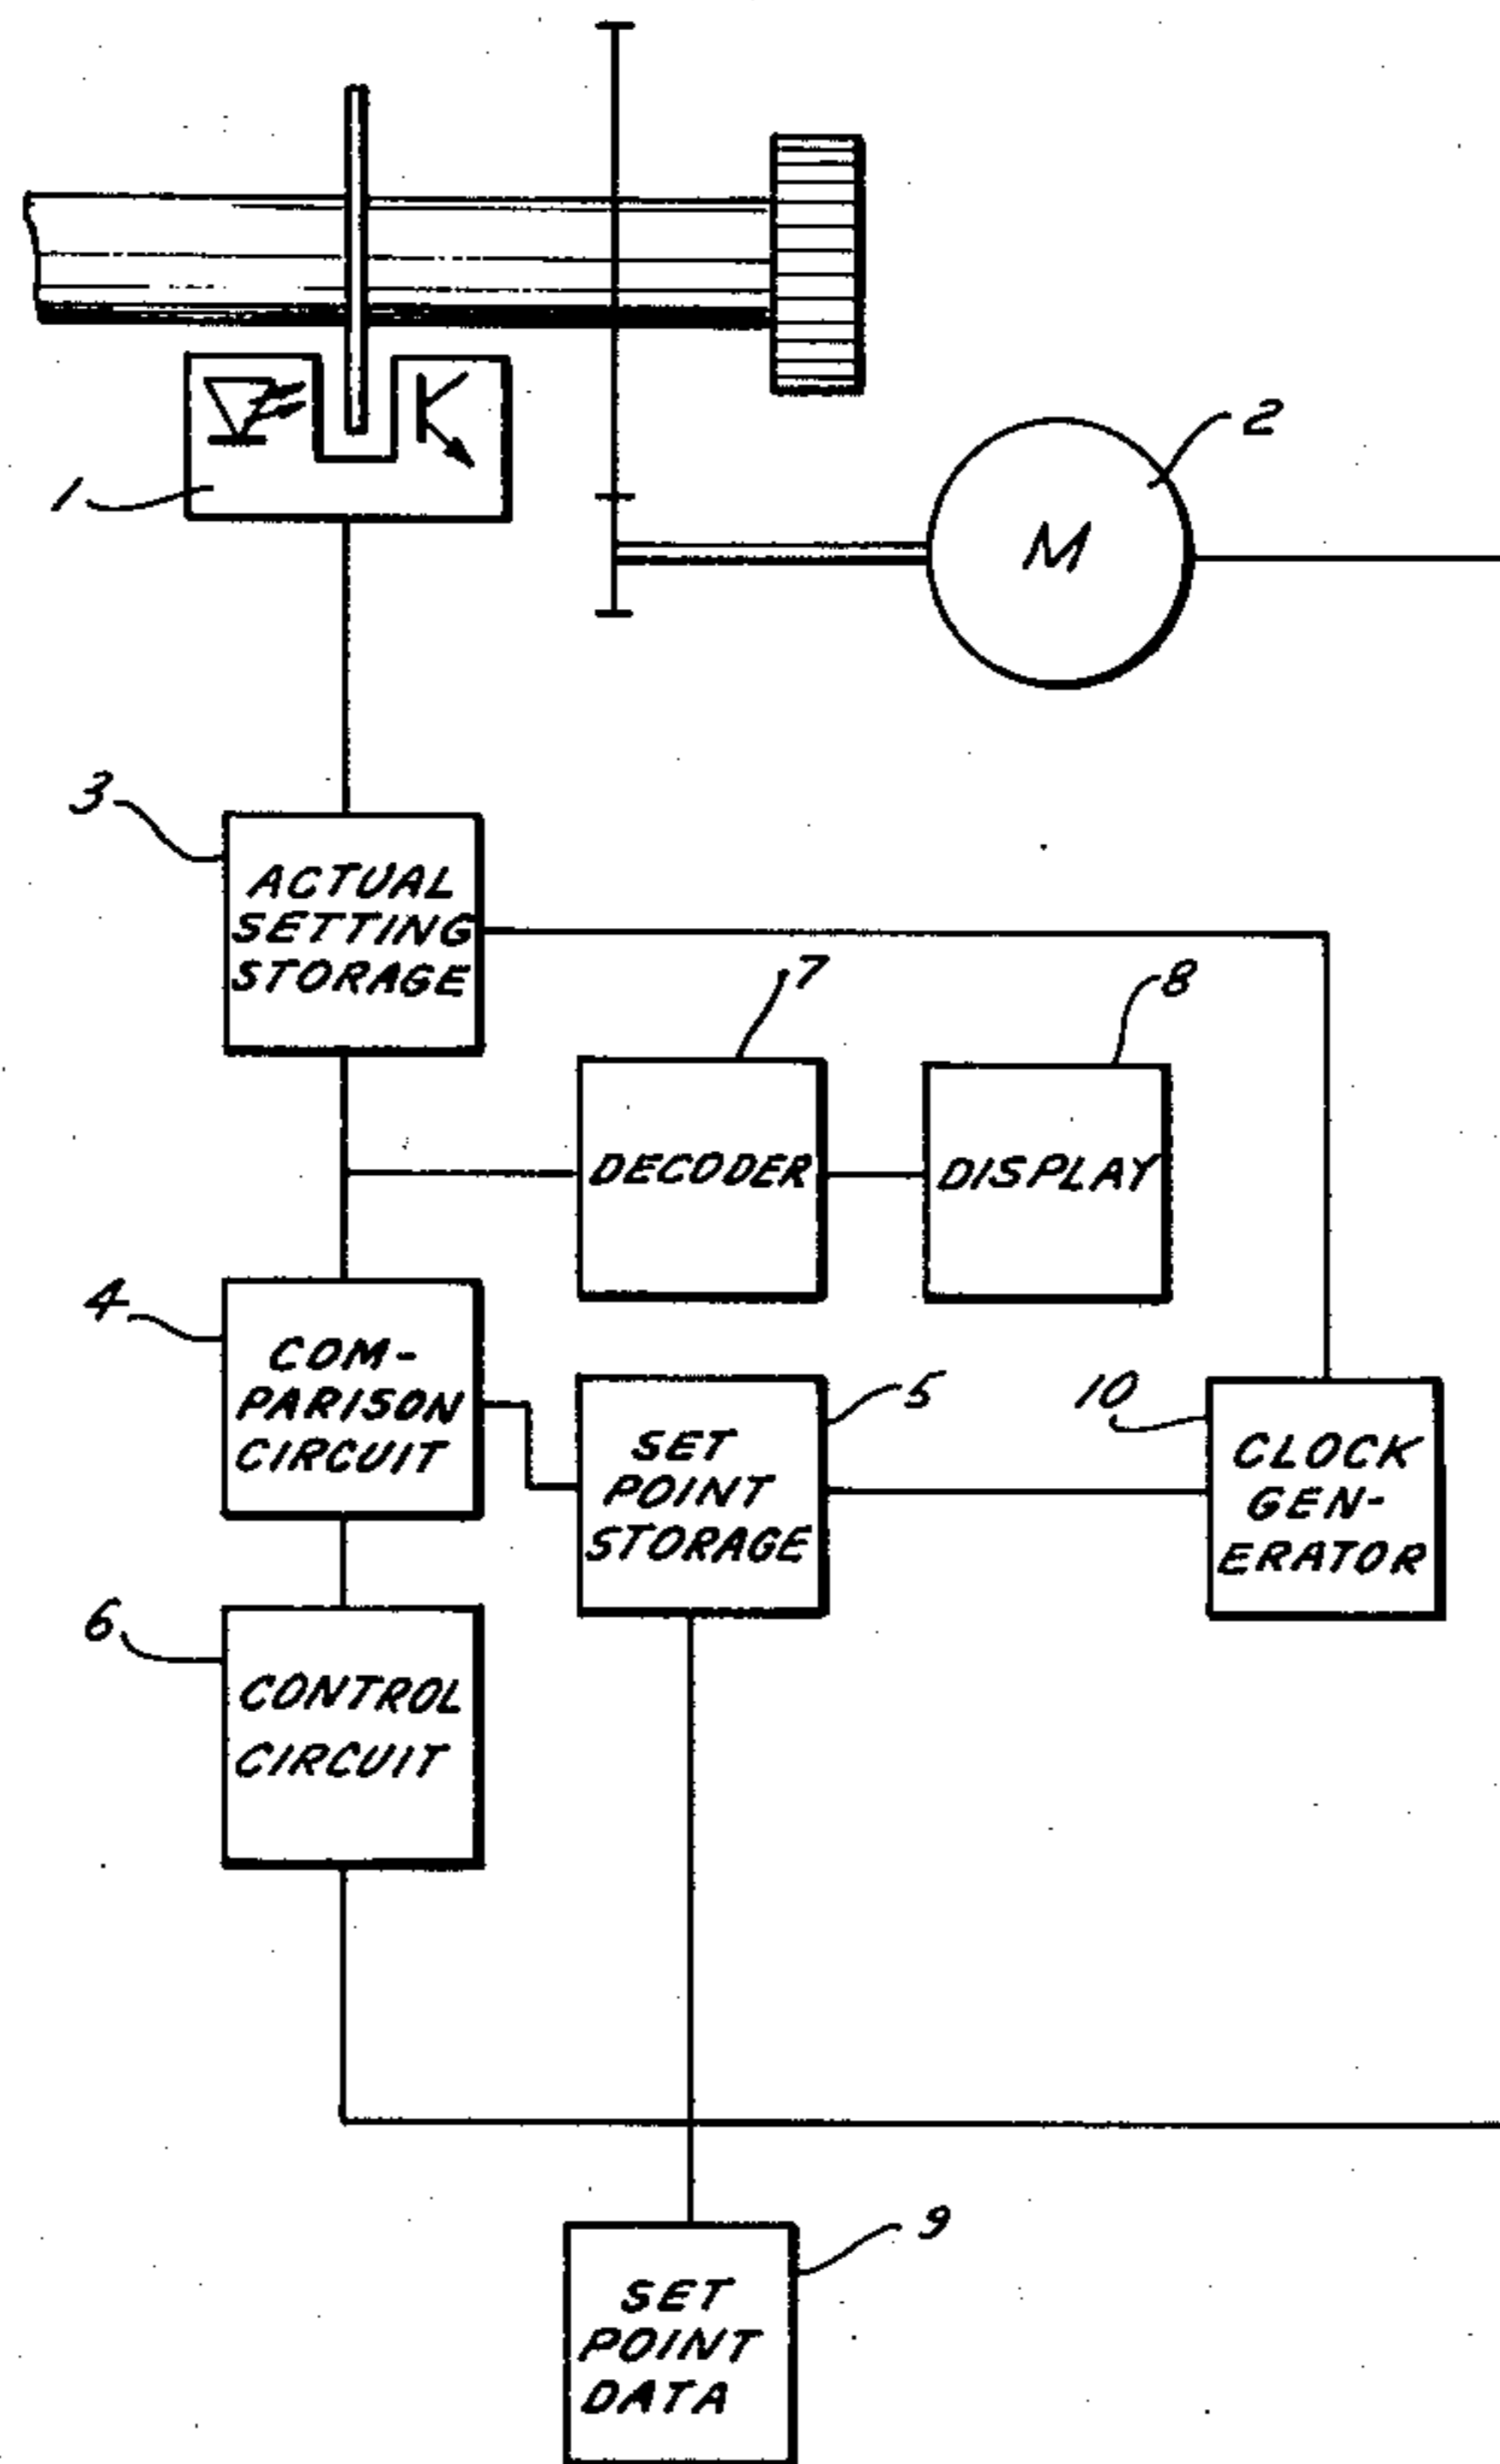 1
2
M
3
ACTUAL
SETTING
STORAGE
7
8
DECODER
DISPLAY
4
COM-
PARISON
CIRCUIT
5
SET
POINT
STORAGE
10
CLOCK
GEN-
ERATOR
6
CONTROL
CIRCUIT
9
SET
POINT
DATA